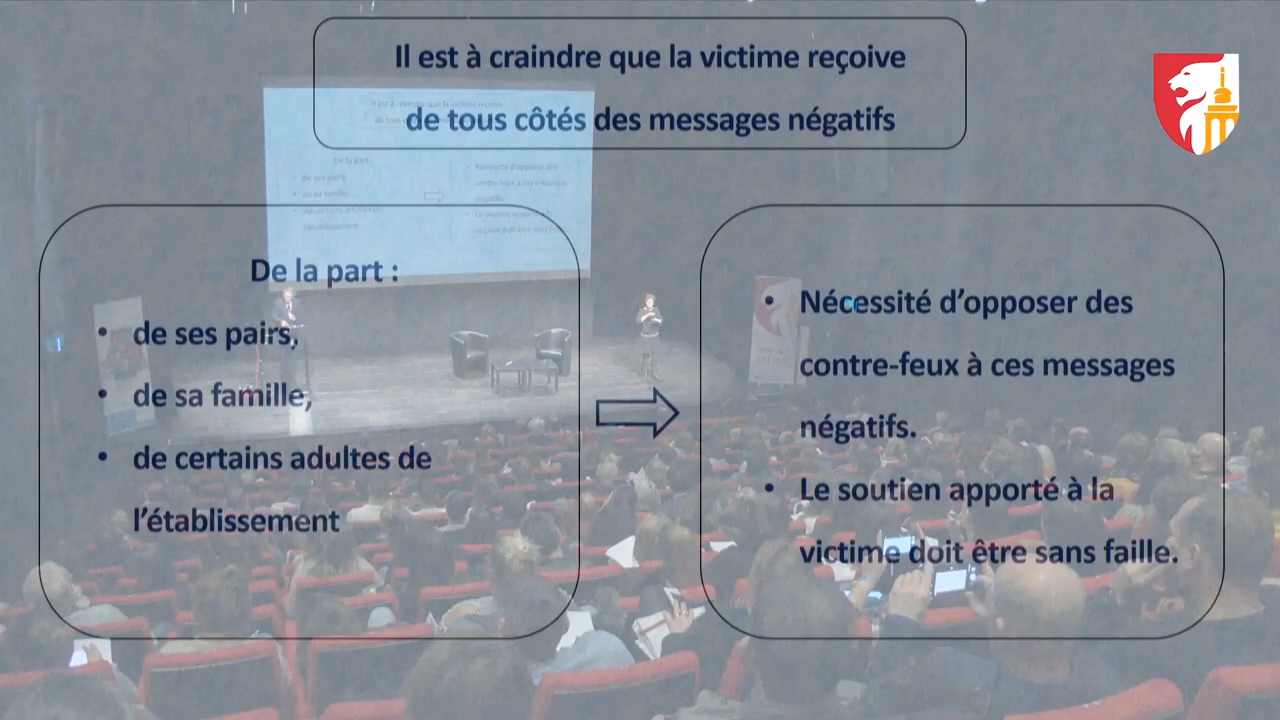 Il est à craindre que la victime reçoive
de tous côtés des messages négatifs
De la part :
• de ses pairs,
• de sa famille,
• de certains adultes de
l’établissement
• Nécessité d’opposer des
contre-feux à ces messages
négatifs.
• Le soutien apporté à la
victime doit être sans faille.